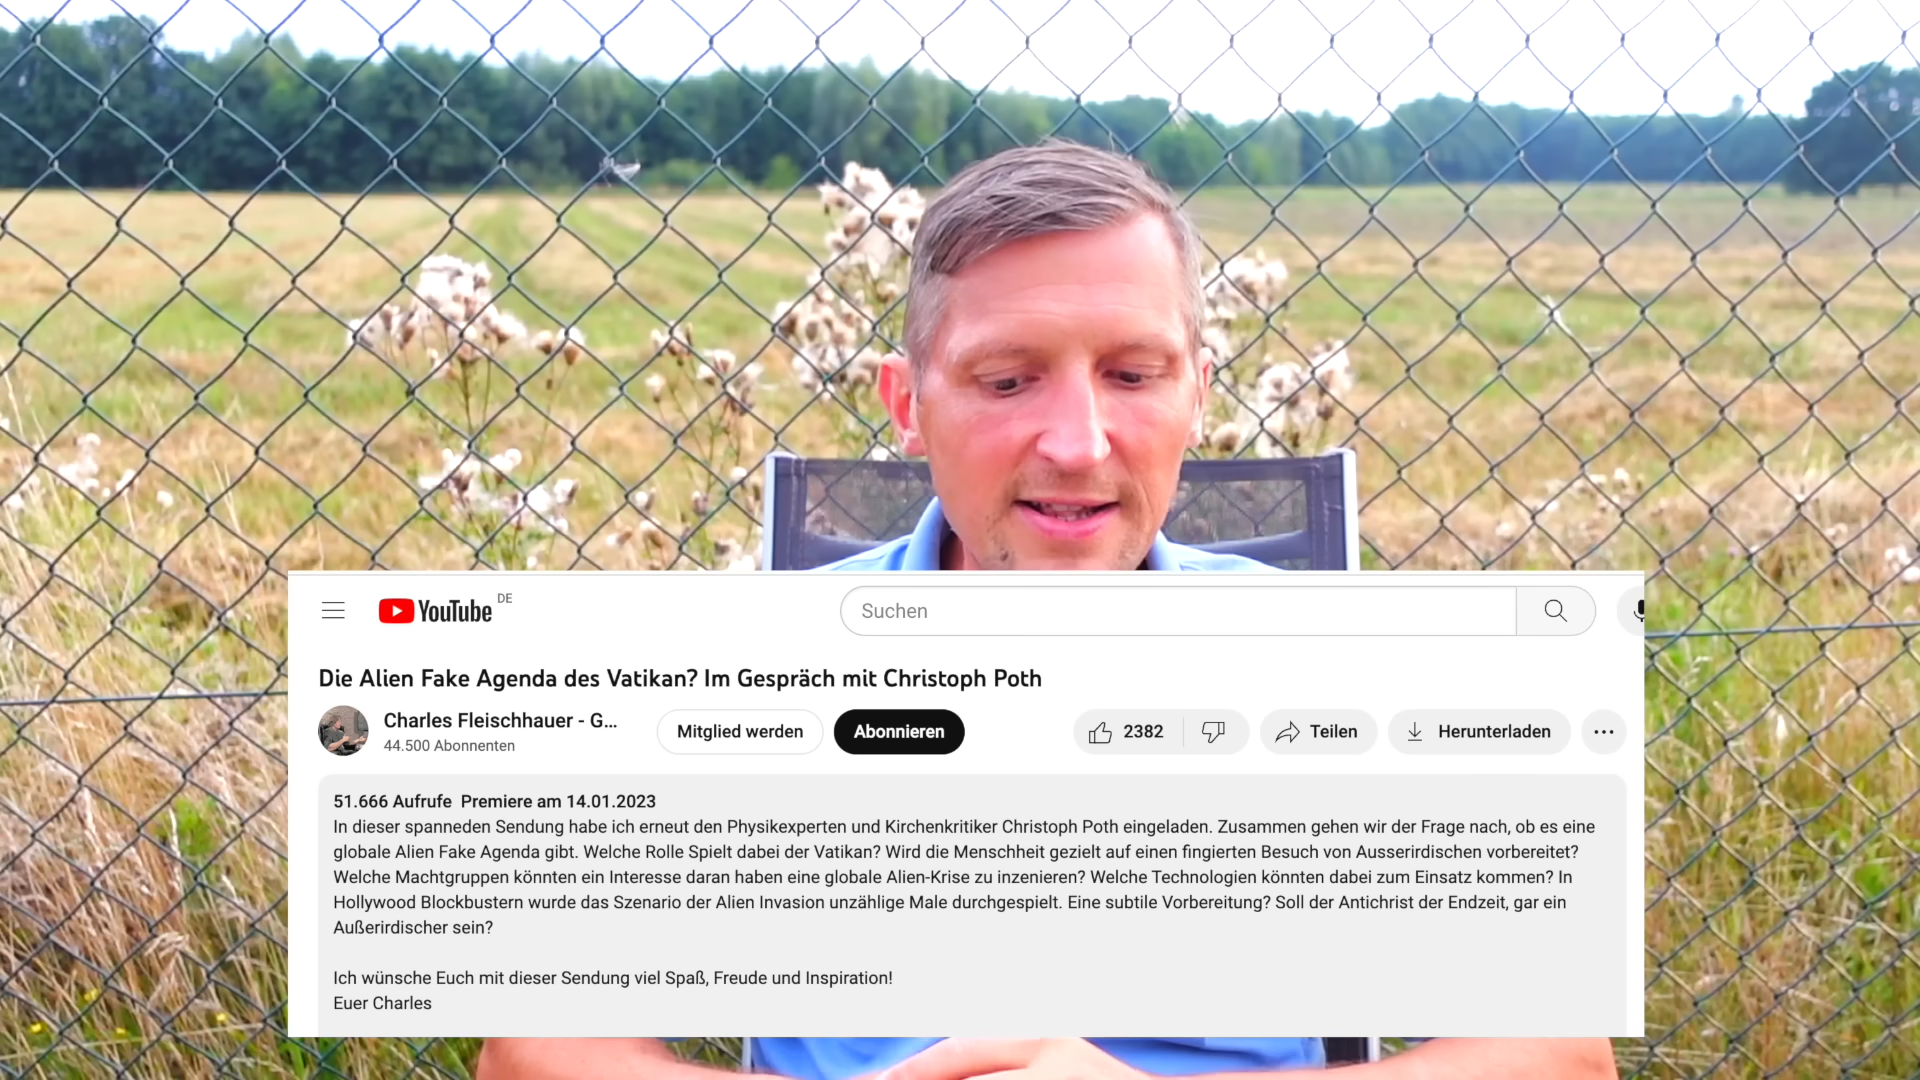 YouTube DE
Suchen
Die Alien Fake Agenda des Vatikan? Im Gespräch mit Christoph Poth
Charles Fleischhauer - G...
44.500 Abonnenten
Mitglied werden
Abonnieren
2382
Teilen
Herunterladen
51.666 Aufrufe Premiere am 14.01.2023
In dieser spanneden Sendung habe ich erneut den Physikexperten und Kirchenkritiker Christoph Poth eingeladen. Zusammen gehen wir der Frage nach, ob es eine
globale Alien Fake Agenda gibt. Welche Rolle Spielt dabei der Vatikan? Wird die Menschheit gezielt auf einen fingierten Besuch von Ausserirdischen vorbereitet?
Welche Machtgruppen könnten ein Interesse daran haben eine globale Alien-Krise zu inzenieren? Welche Technologien könnten dabei zum Einsatz kommen? In
Hollywood Blockbustern wurde das Szenario der Alien Invasion unzählige Male durchgespielt. Eine subtile Vorbereitung? Soll der Antichrist der Endzeit, gar ein
Außerirdischer sein?
Ich wünsche Euch mit dieser Sendung viel Spaß, Freude und Inspiration!
Euer Charles